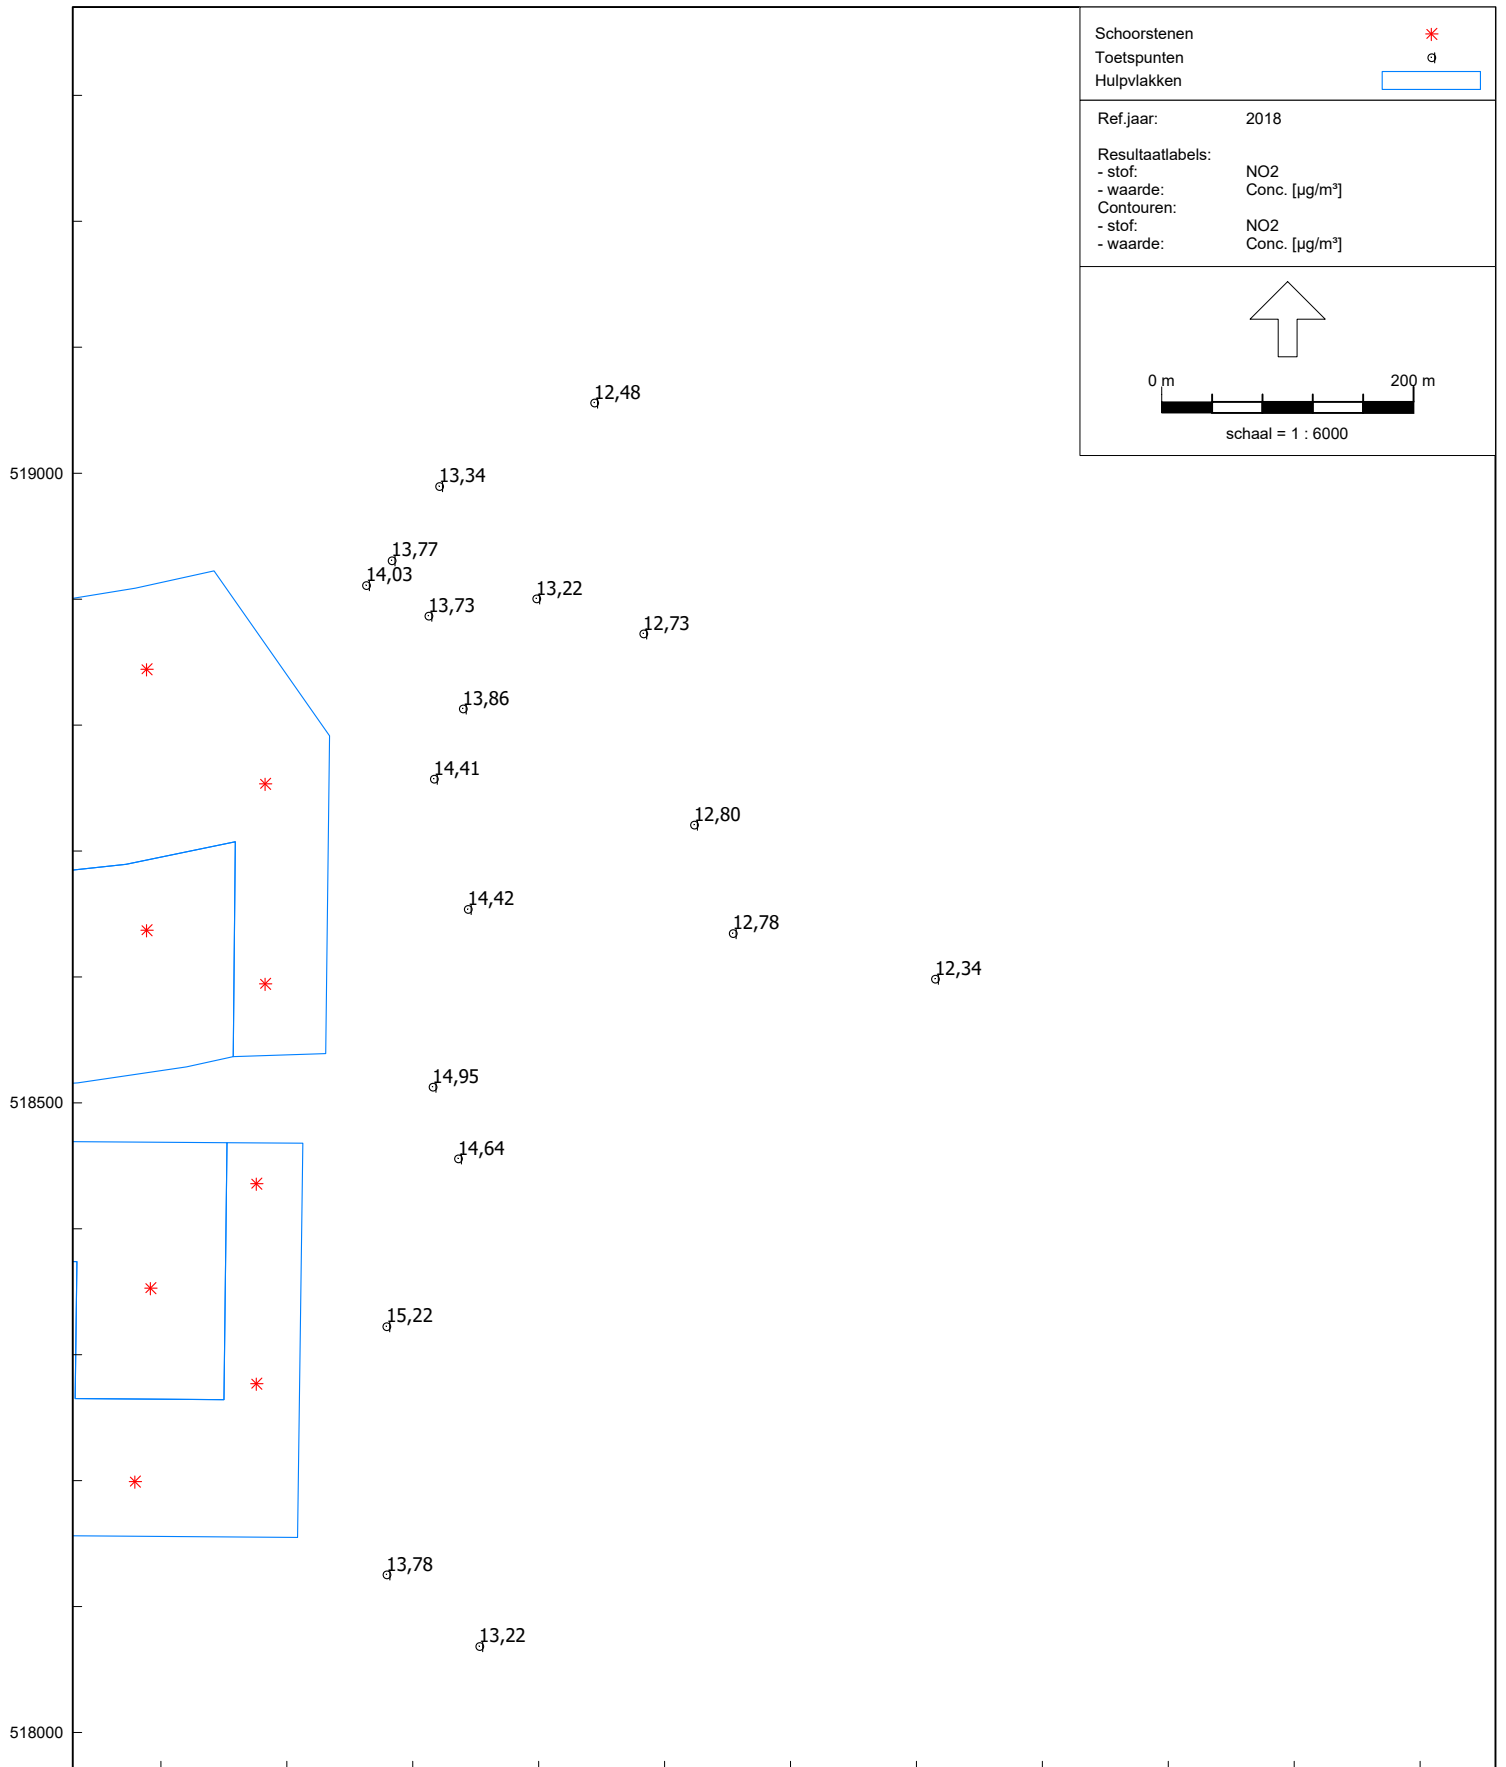 Schoorstenen
Toetspunten
Hulpvlakken
Ref.jaar: 2018
Resultaatlabels:
- stof: NO2
- waarde: Conc. [µg/m³]
Contouren:
- stof: NO2
- waarde: Conc. [µg/m³]
0 m 200 m
schaal = 1 : 6000
12,48
519000
13,34
13,77
14,03
13,22
13,73
12,73
13,86
14,41
12,80
14,42
12,78
12,34
14,95
518500
14,64
15,22
13,78
13,22
518000